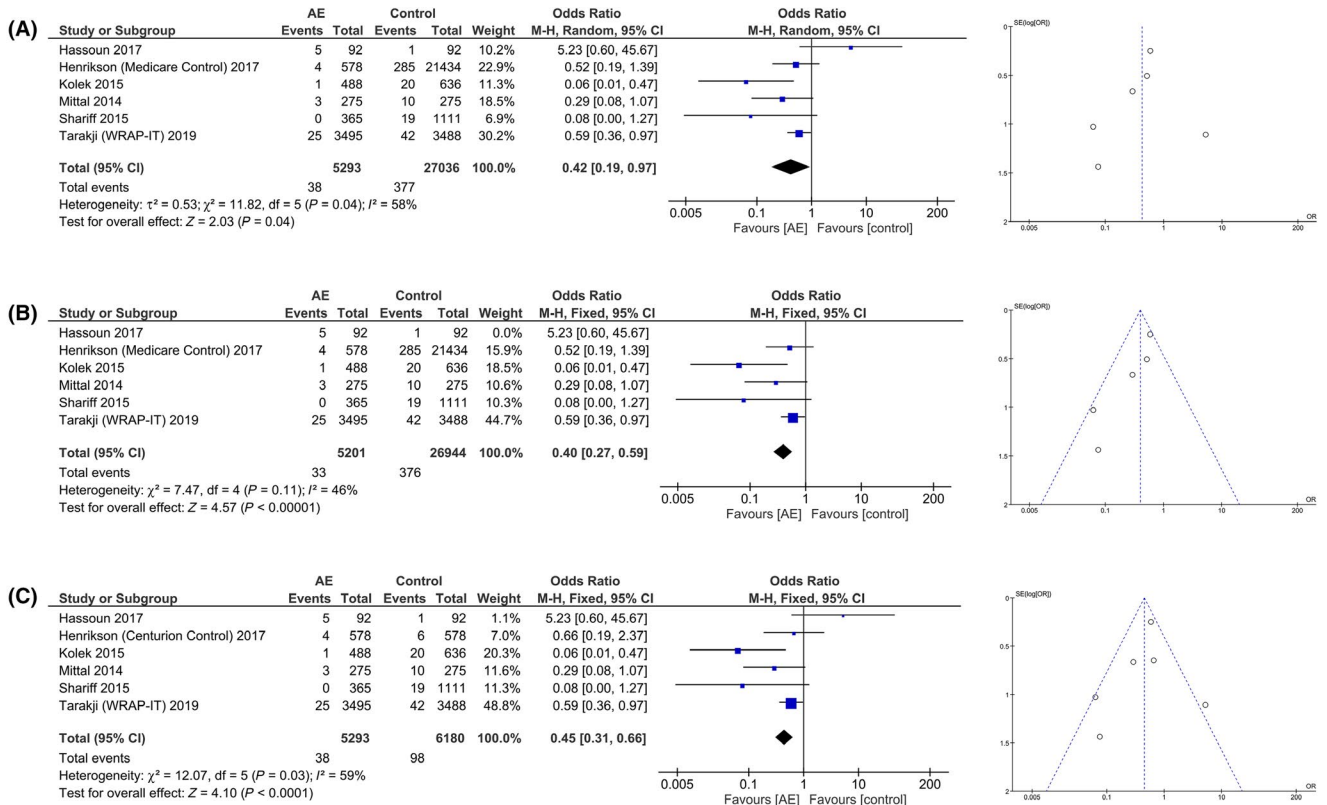 (A)
AE Control Odds Ratio Odds Ratio
Study or Subgroup Events Total Events Total Weight M-H, Random, 95% CI M-H, Random, 95% CI
Hassoun 2017 5 92 1 92 10.2% 5.23 [0.60, 45.67]
Henrikson (Medicare Control) 2017 4 578 285 21434 22.9% 0.52 [0.19, 1.39]
Kolek 2015 1 488 20 636 11.3% 0.06 [0.01, 0.47]
Mittal 2014 3 275 10 275 18.5% 0.29 [0.08, 1.07]
Shariff 2015 0 365 19 1111 6.9% 0.08 [0.00, 1.27]
Tarakji (WRAP-IT) 2019 25 3495 42 3488 30.2% 0.59 [0.36, 0.97]
Total (95% CI) 5293 27036 100.0% 0.42 [0.19, 0.97]
Total events 38 377
Heterogeneity: τ² = 0.53; χ² = 11.82, df = 5 (P = 0.04); I² = 58%
Test for overall effect: Z = 2.03 (P = 0.04)
0.005 0.1 1 10 200
Favours [AE] Favours [control]
SE(log[OR])
0
0.5
1
1.5
2
OR
0.005 0.1 1 10 200
(B)
AE Control Odds Ratio Odds Ratio
Study or Subgroup Events Total Events Total Weight M-H, Fixed, 95% CI M-H, Fixed, 95% CI
Hassoun 2017 5 92 1 92 0.0% 5.23 [0.60, 45.67]
Henrikson (Medicare Control) 2017 4 578 285 21434 15.9% 0.52 [0.19, 1.39]
Kolek 2015 1 488 20 636 18.5% 0.06 [0.01, 0.47]
Mittal 2014 3 275 10 275 10.6% 0.29 [0.08, 1.07]
Shariff 2015 0 365 19 1111 10.3% 0.08 [0.00, 1.27]
Tarakji (WRAP-IT) 2019 25 3495 42 3488 44.7% 0.59 [0.36, 0.97]
Total (95% CI) 5201 26944 100.0% 0.40 [0.27, 0.59]
Total events 33 376
Heterogeneity: χ² = 7.47, df = 4 (P = 0.11); I² = 46%
Test for overall effect: Z = 4.57 (P < 0.00001)
0.005 0.1 1 10 200
Favours [AE] Favours [control]
SE(log[OR])
0
0.5
1
1.5
2
OR
0.005 0.1 1 10 200
(C)
AE Control Odds Ratio Odds Ratio
Study or Subgroup Events Total Events Total Weight M-H, Fixed, 95% CI M-H, Fixed, 95% CI
Hassoun 2017 5 92 1 92 1.1% 5.23 [0.60, 45.67]
Henrikson (Centurion Control) 2017 4 578 6 578 7.0% 0.66 [0.19, 2.37]
Kolek 2015 1 488 20 636 20.3% 0.06 [0.01, 0.47]
Mittal 2014 3 275 10 275 11.6% 0.29 [0.08, 1.07]
Shariff 2015 0 365 19 1111 11.3% 0.08 [0.00, 1.27]
Tarakji (WRAP-IT) 2019 25 3495 42 3488 48.8% 0.59 [0.36, 0.97]
Total (95% CI) 5293 6180 100.0% 0.45 [0.31, 0.66]
Total events 38 98
Heterogeneity: χ² = 12.07, df = 5 (P = 0.03); I² = 59%
Test for overall effect: Z = 4.10 (P < 0.0001)
0.005 0.1 1 10 200
Favours [AE] Favours [control]
SE(log[OR])
0
0.5
1
1.5
2
OR
0.005 0.1 1 10 200